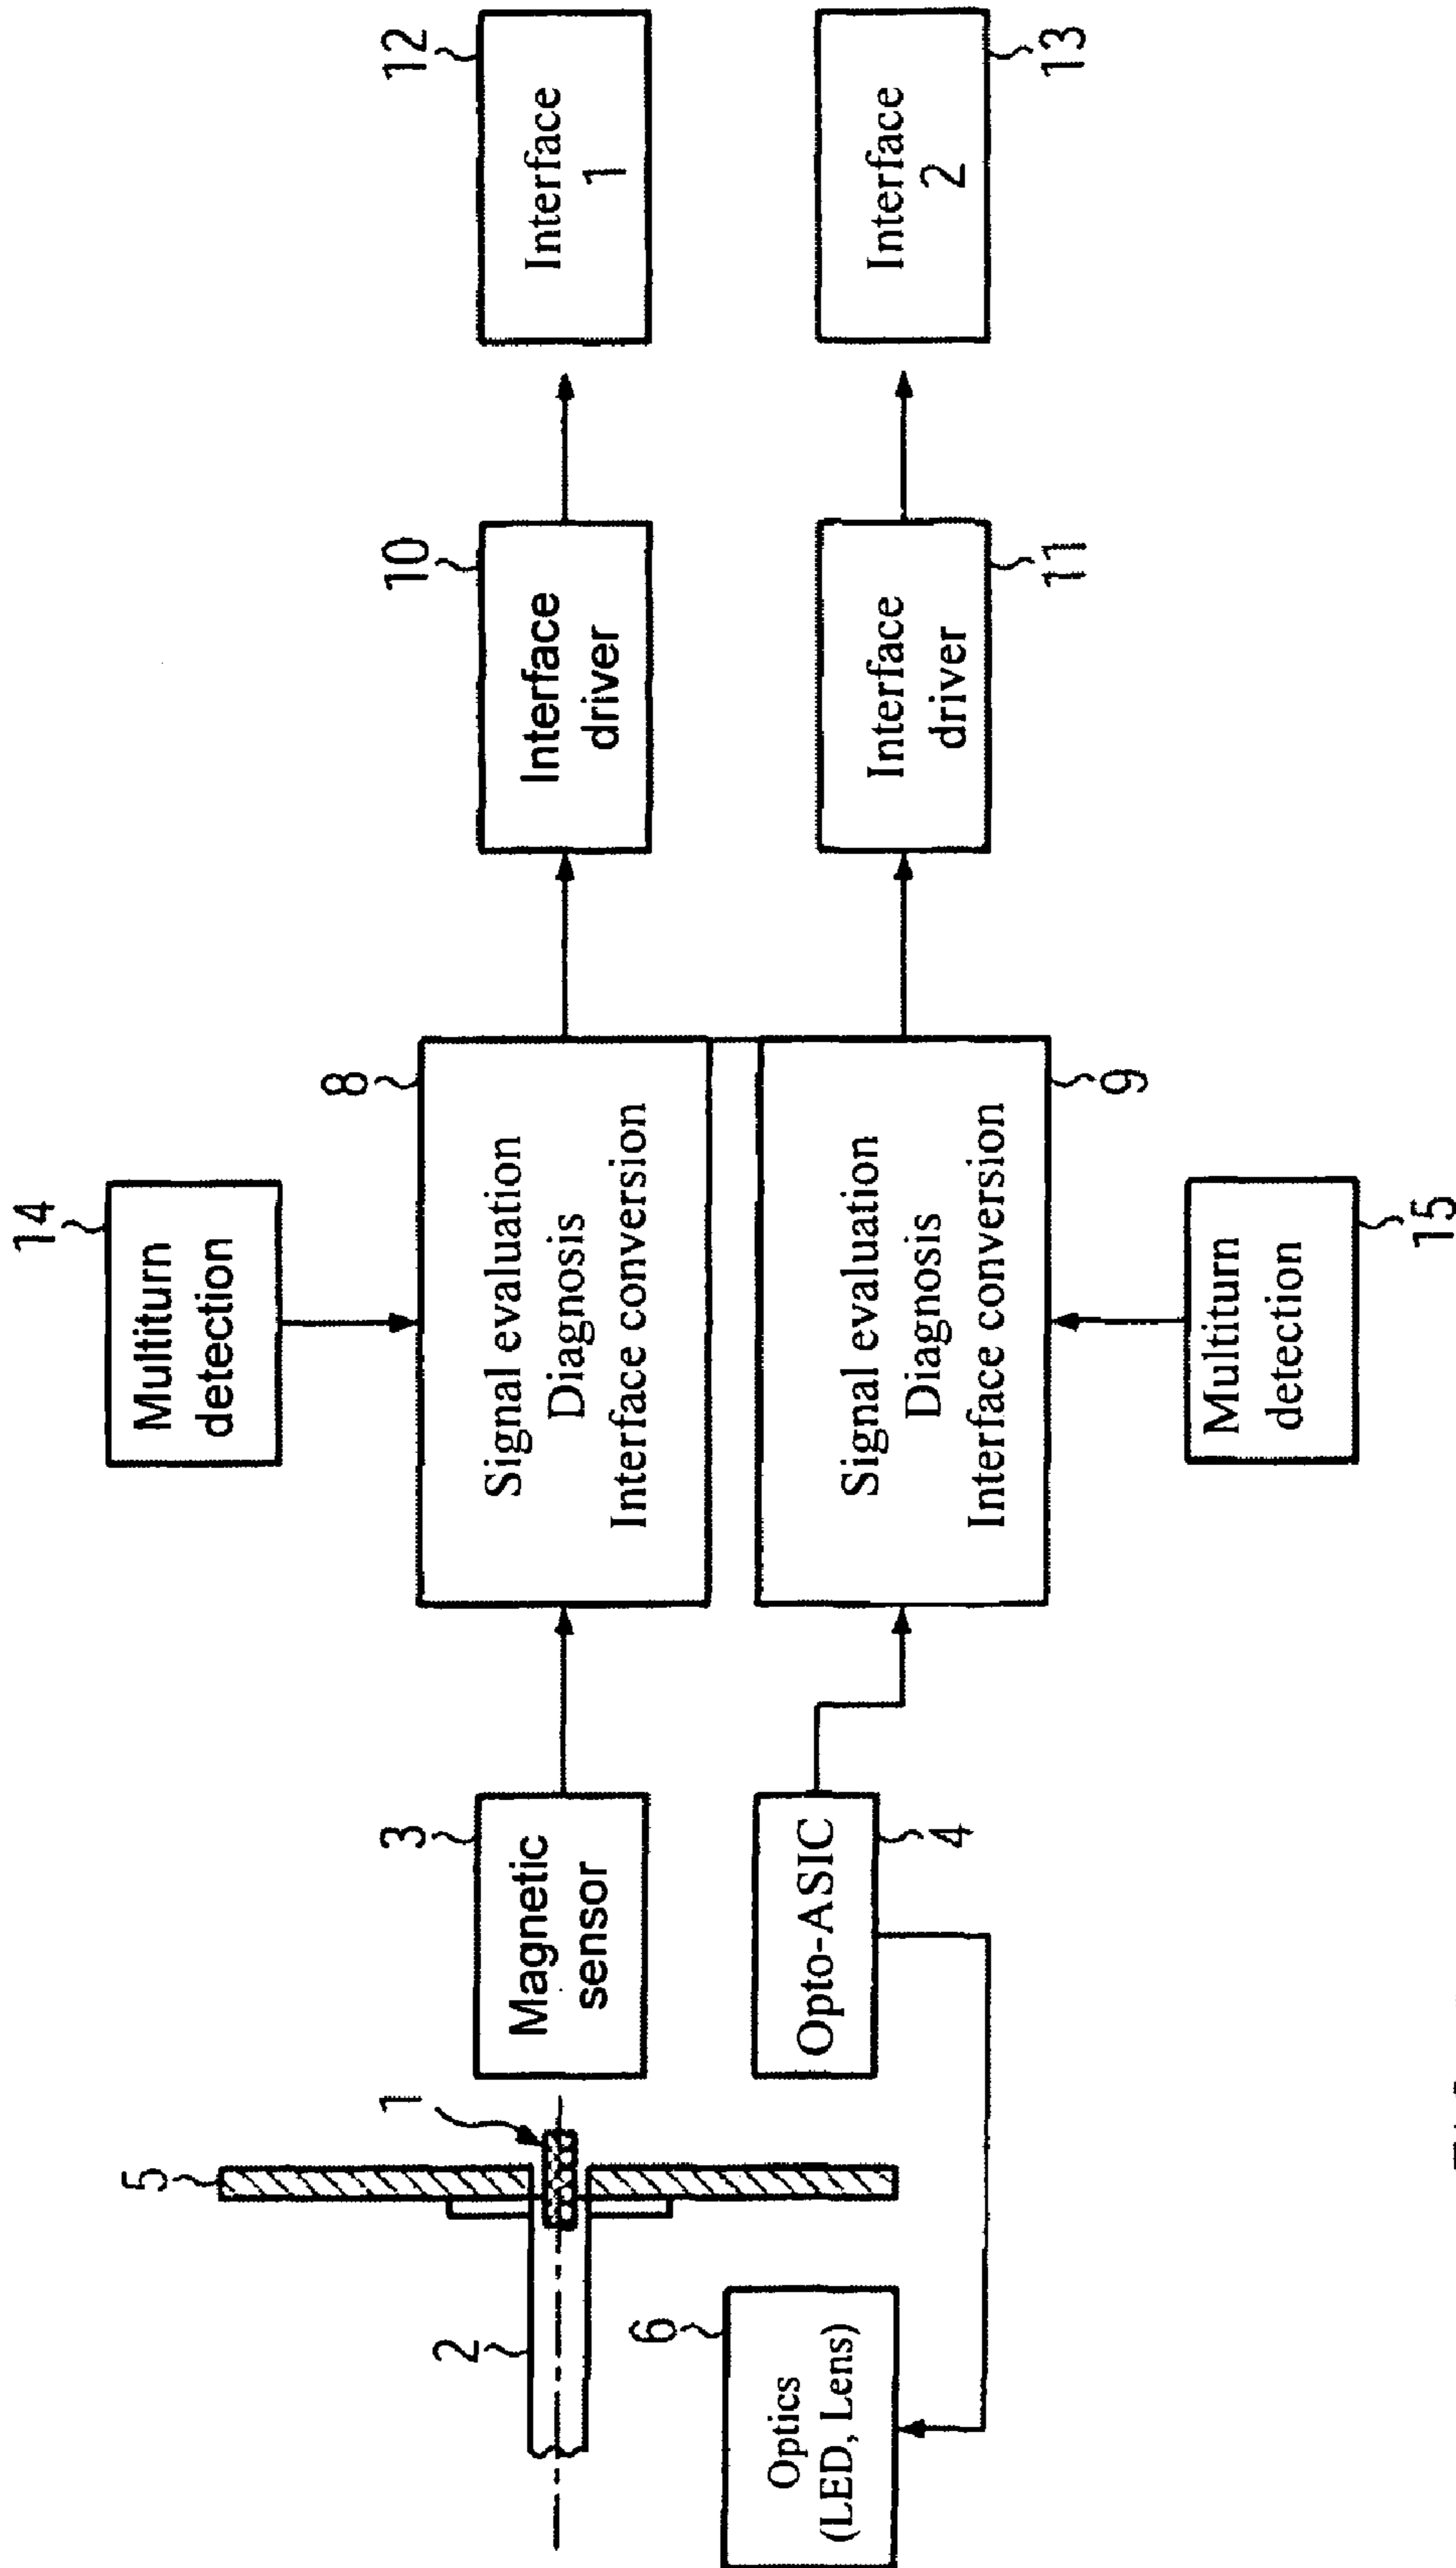 14
Multiturn
detection
12
Interface
1
10
Interface
driver
8
Signal evaluation
Diagnosis
Interface conversion
3
Magnetic
sensor
1
5
2
13
Interface
2
11
Interface
driver
9
Signal evaluation
Diagnosis
Interface conversion
4
Opto-ASIC
6
Optics
(LED, Lens)
15
Multiturn
detection